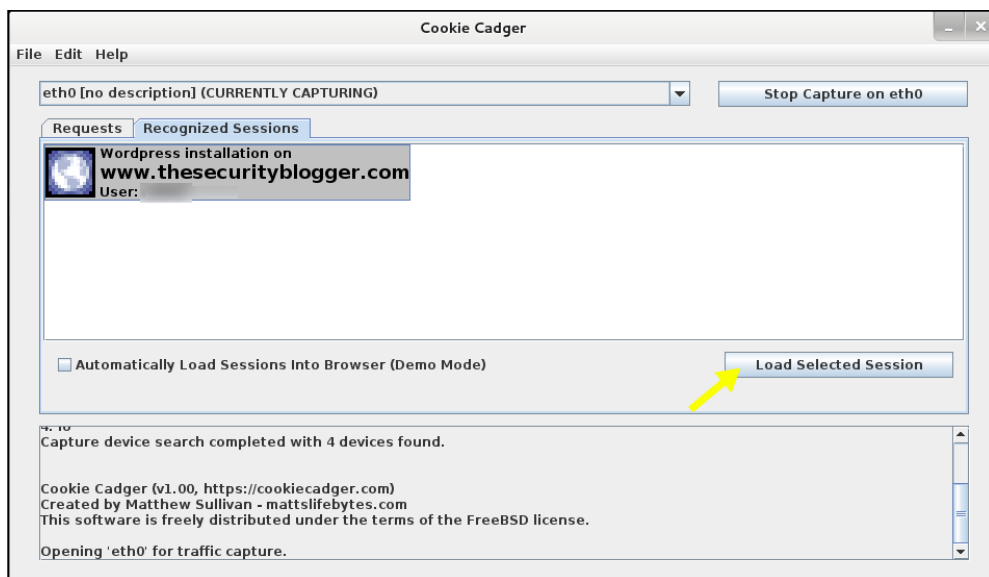 Cookie Cadger
File Edit Help
eth0 [no description] (CURRENTLY CAPTURING)
Stop Capture on eth0
Requests Recognized Sessions
Wordpress installation on
www.thesecurityblogger.com
User:
Automatically Load Sessions Into Browser (Demo Mode)
Load Selected Session
Capture device search completed with 4 devices found.
Cookie Cadger (v1.00, https://cookiecadger.com)
Created by Matthew Sullivan - mattslifebytes.com
This software is freely distributed under the terms of the FreeBSD license.
Opening 'eth0' for traffic capture.